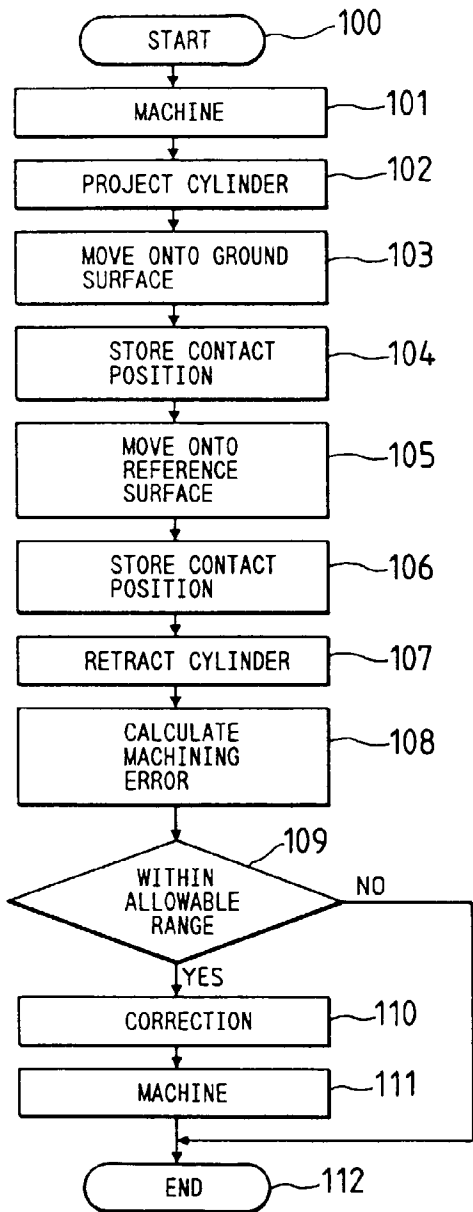 START
100
MACHINE
101
PROJECT CYLINDER
102
MOVE ONTO GROUND
SURFACE
103
STORE CONTACT
POSITION
104
MOVE ONTO
REFERENCE
SURFACE
105
STORE CONTACT
POSITION
106
RETRACT CYLINDER
107
CALCULATE
MACHINING
ERROR
108
109
WITHIN
ALLOWABLE
RANGE
NO
YES
CORRECTION
110
MACHINE
111
END
112